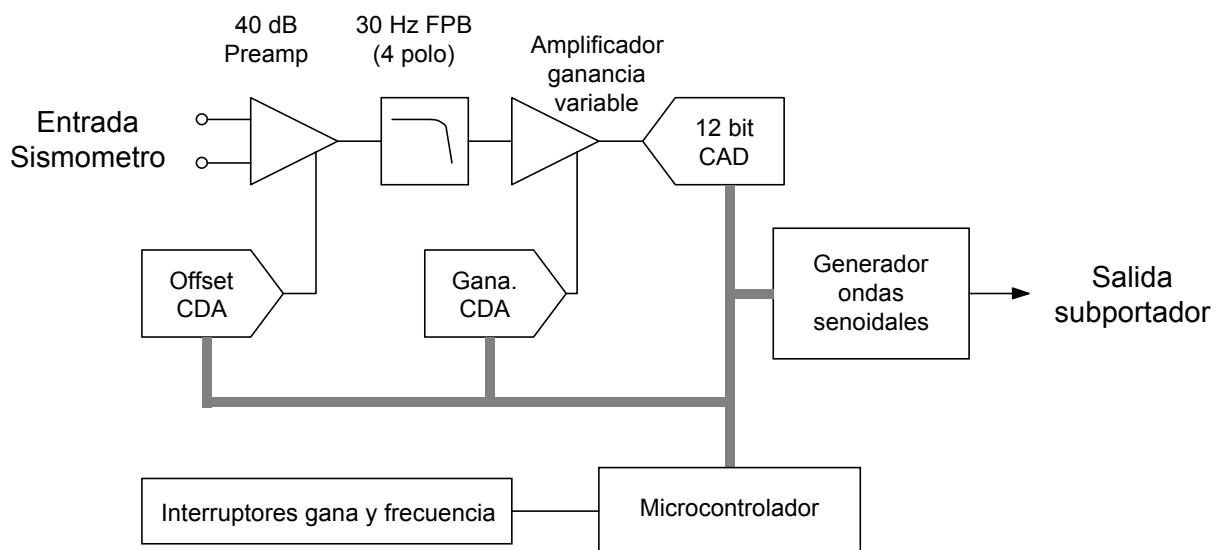 40 dB
Preamp
30 Hz FPB
(4 polo)
Amplificador
ganancia
variable
Entrada
Sismometro
12 bit
CAD
Offset
CDA
Gana.
CDA
Generador
ondas
senoidales
Salida
subportador
Interruptores gana y frecuencia
Microcontrolador